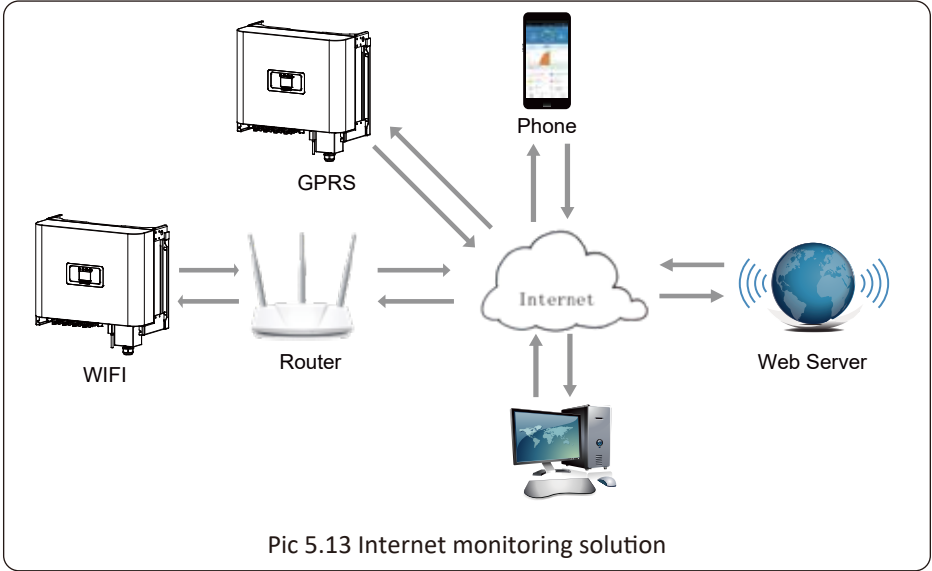 Phone
GPRS
Internet
WIFI
Router
Web Server
Pic 5.13 Internet monitoring solution